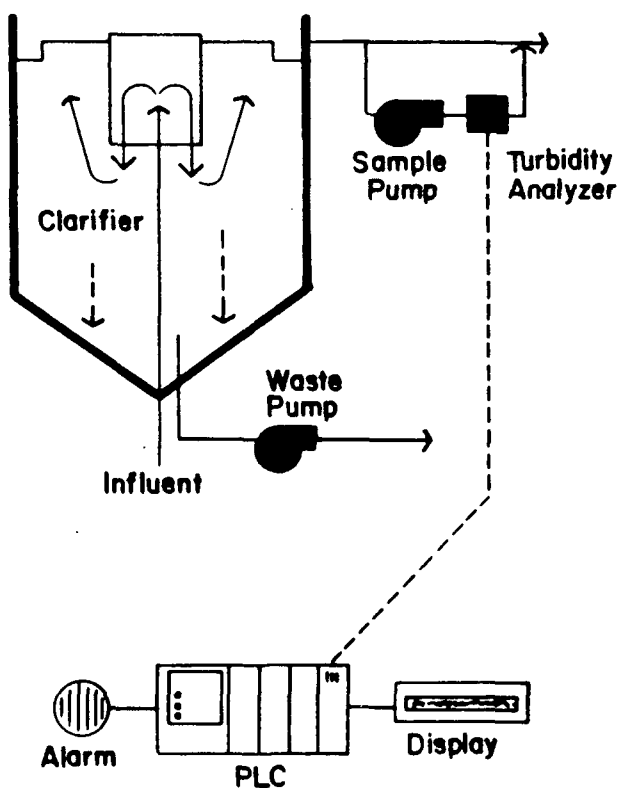 Sample
Pump
Turbidity
Analyzer
Clarifier
Waste
Pump
Influent
Alarm
PLC
Display